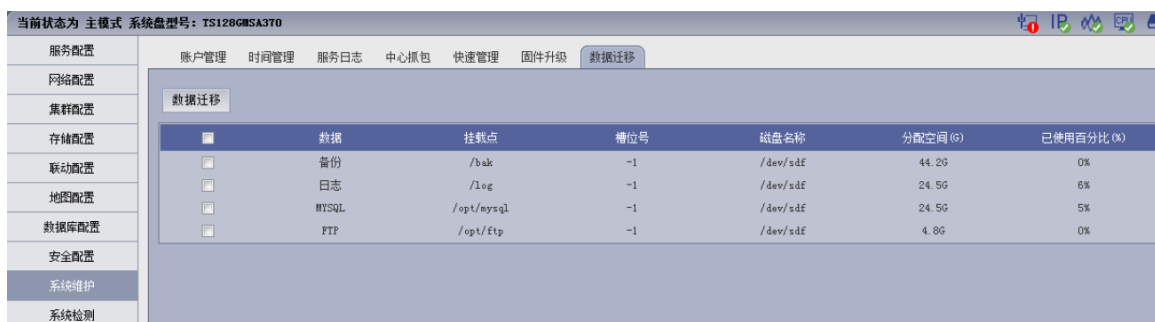 当前状态为 主模式 系统盘型号: TS128GMSA370
IP
CPU
服务配置
网络配置
集群配置
存储配置
联动配置
地图配置
数据库配置
安全配置
系统维护
系统检测
账户管理 时间管理 服务日志 中心抓包 快速管理 固件升级 数据迁移
数据迁移
数据 挂载点 槽位号 磁盘名称 分配空间(G) 已使用百分比(%)
备份 /bak -1 /dev/sdf 44.2G 0%
日志 /log -1 /dev/sdf 24.5G 6%
MYSQL /opt/mysql -1 /dev/sdf 24.5G 5%
FTP /opt/ftp -1 /dev/sdf 4.8G 0%